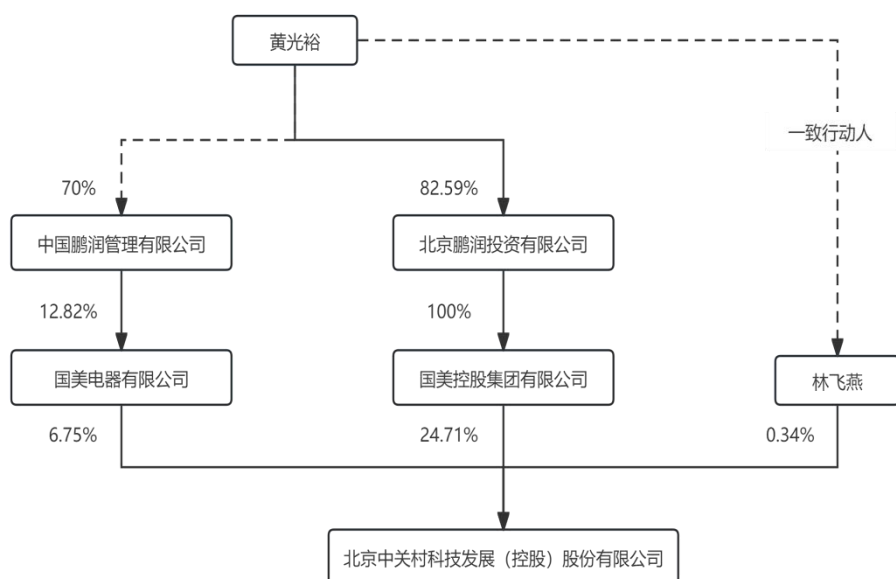 黄光裕
一致行动人
70%
82.59%
中国鹏润管理有限公司
北京鹏润投资有限公司
12.82%
100%
国美电器有限公司
国美控股集团有限公司
林飞燕
6.75%
24.71%
0.34%
北京中关村科技发展（控股）股份有限公司